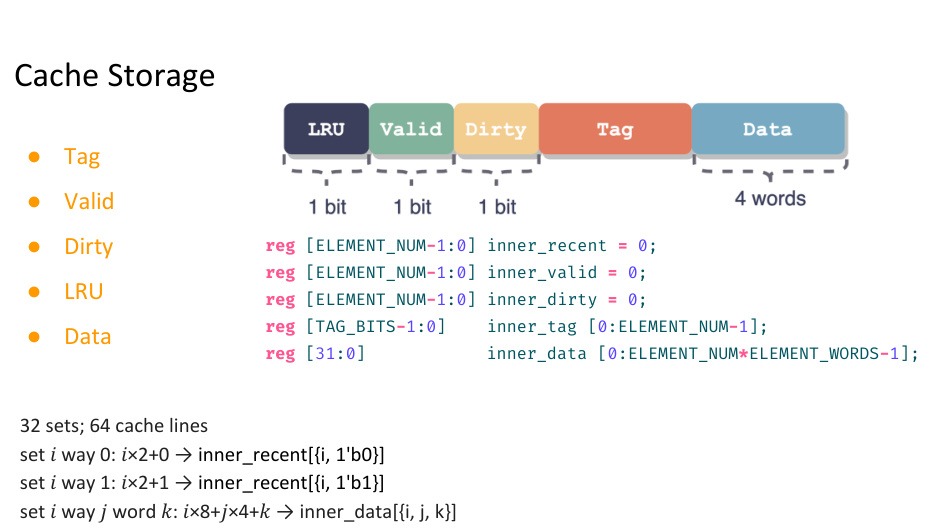 Cache Storage
LRU Valid Dirty Tag Data
1 bit 1 bit 1 bit 4 words
● Tag
● Valid
● Dirty
● LRU
● Data
reg [ELEMENT_NUM-1:0] inner_recent = 0;
reg [ELEMENT_NUM-1:0] inner_valid = 0;
reg [ELEMENT_NUM-1:0] inner_dirty = 0;
reg [TAG_BITS-1:0] inner_tag [0:ELEMENT_NUM-1];
reg [31:0] inner_data [0:ELEMENT_NUM*ELEMENT_WORDS-1];
32 sets; 64 cache lines
set 𝑖 way 0: 𝑖×2+0 → inner_recent[{i, 1'b0}]
set 𝑖 way 1: 𝑖×2+1 → inner_recent[{i, 1'b1}]
set 𝑖 way 𝑗 word 𝑘: 𝑖×8+𝑗×4+𝑘 → inner_data[{i, j, k}]